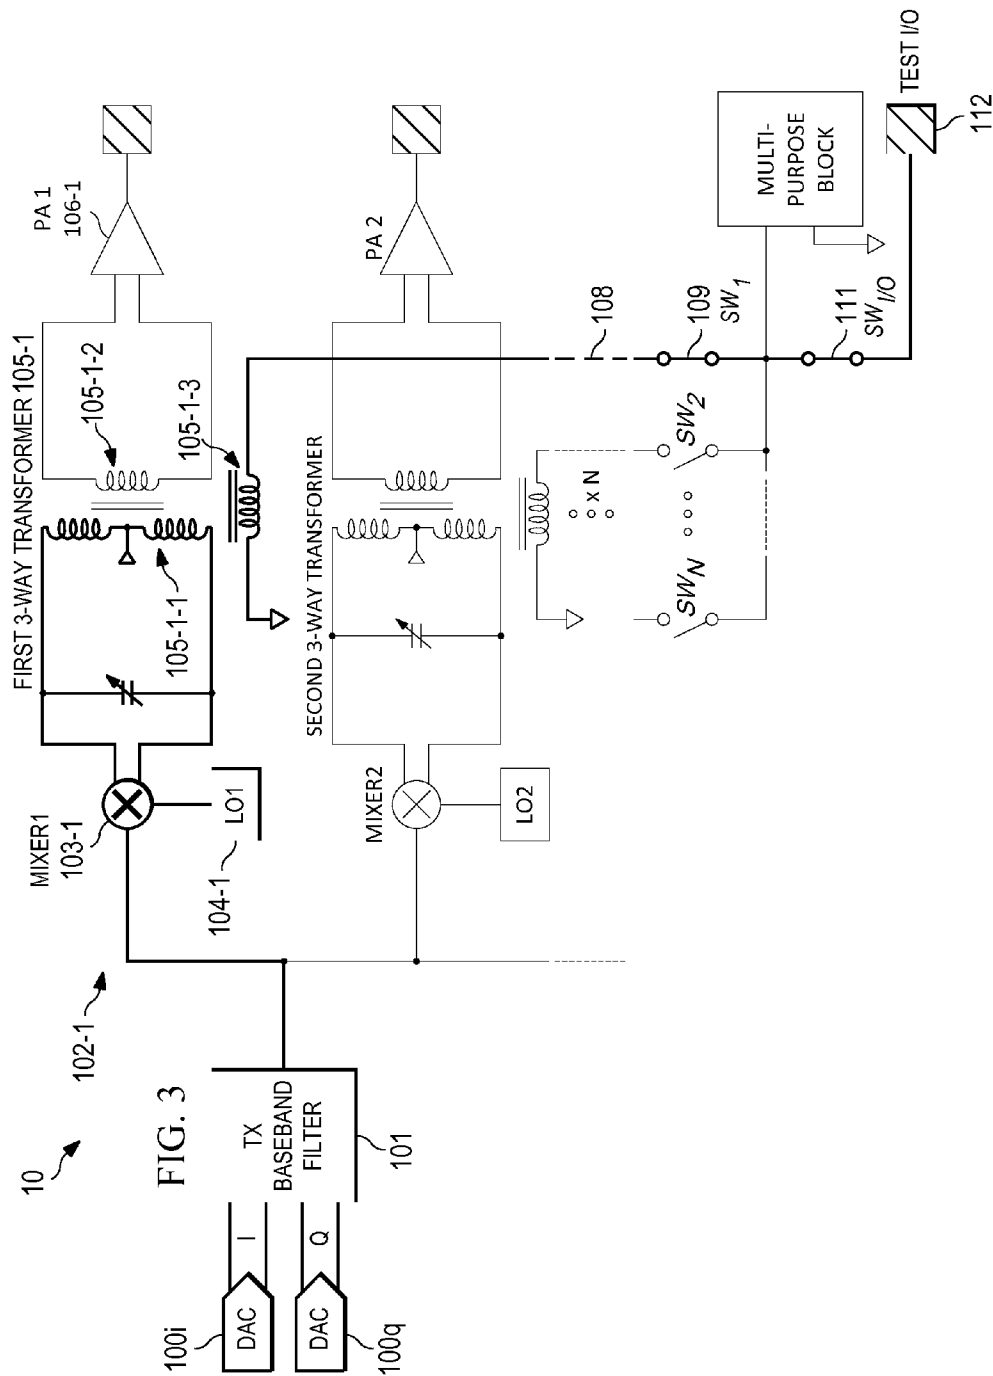 FIG. 3
10
102-1
100i
DAC
I
100q
DAC
Q
TX
BASEBAND
FILTER
101
MIXER1
103-1
LO1
104-1
FIRST 3-WAY TRANSFORMER 105-1
105-1-1
105-1-2
105-1-3
PA 1
106-1
MIXER2
LO2
SECOND 3-WAY TRANSFORMER
PA 2
x N
108
109
SW1
SW2
SWN
111
SWI/O
MULTI-
PURPOSE
BLOCK
TEST I/O
112